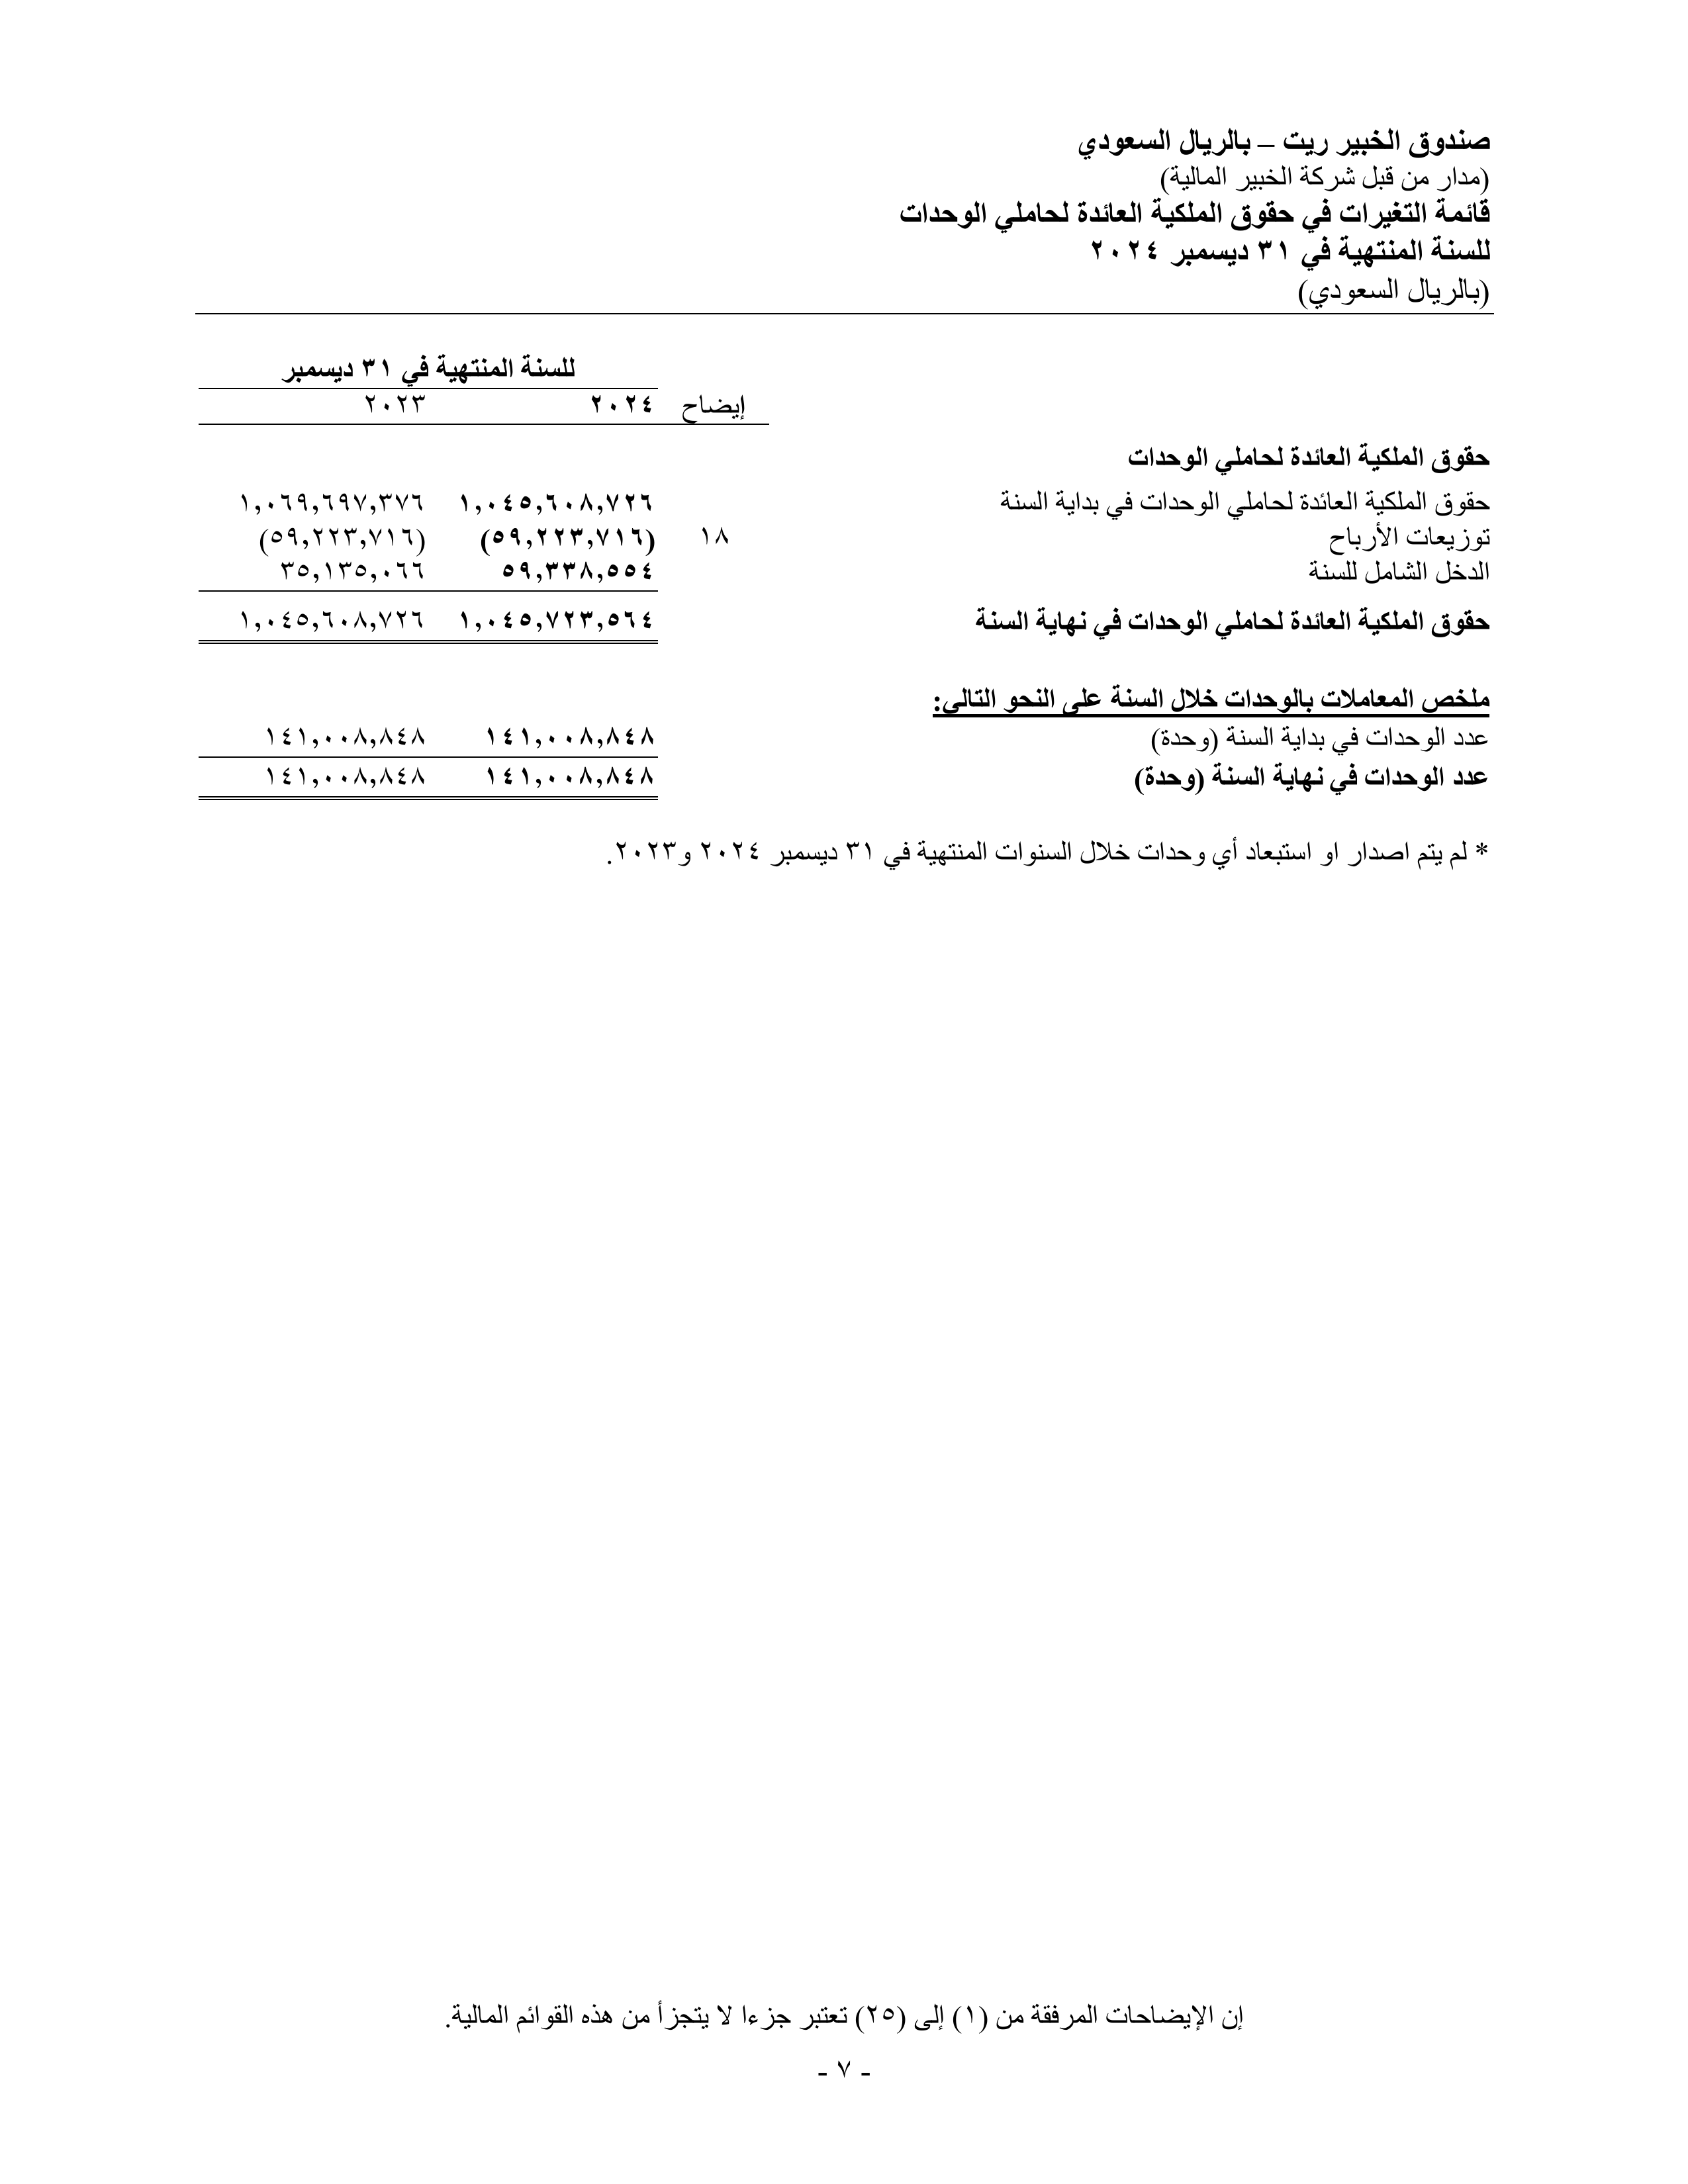 صندوق الخبير ريت – بالريال السعودي
(مدار من قبل شركة الخبير المالية)
قائمة التغيرات في حقوق الملكية العائدة لحاملي الوحدات
للسنة المنتهية في ٣١ ديسمبر ٢٠٢٤
(بالريال السعودي)
للسنة المنتهية في ٣١ ديسمبر
إيضاح ٢٠٢٤ ٢٠٢٣
حقوق الملكية العائدة لحاملي الوحدات
حقوق الملكية العائدة لحاملي الوحدات في بداية السنة ١,٠٤٥,٦٠٨,٧٢٦ ١,٠٦٩,٦٩٧,٣٧٦
توزيعات الأرباح ١٨ (٥٩,٢٢٣,٧١٦) (٥٩,٢٢٣,٧١٦)
الدخل الشامل للسنة ٥٩,٣٣٨,٥٥٤ ٣٥,١٣٥,٠٦٦
حقوق الملكية العائدة لحاملي الوحدات في نهاية السنة ١,٠٤٥,٧٢٣,٥٦٤ ١,٠٤٥,٦٠٨,٧٢٦
ملخص المعاملات بالوحدات خلال السنة على النحو التالي:
عدد الوحدات في بداية السنة (وحدة) ١٤١,٠٠٨,٨٤٨ ١٤١,٠٠٨,٨٤٨
عدد الوحدات في نهاية السنة (وحدة) ١٤١,٠٠٨,٨٤٨ ١٤١,٠٠٨,٨٤٨
* لم يتم اصدار او استبعاد أي وحدات خلال السنوات المنتهية في ٣١ ديسمبر ٢٠٢٤ و٢٠٢٣.
إن الإيضاحات المرفقة من (١) إلى (٢٥) تعتبر جزءا لا يتجزأ من هذه القوائم المالية.
- ٧ -